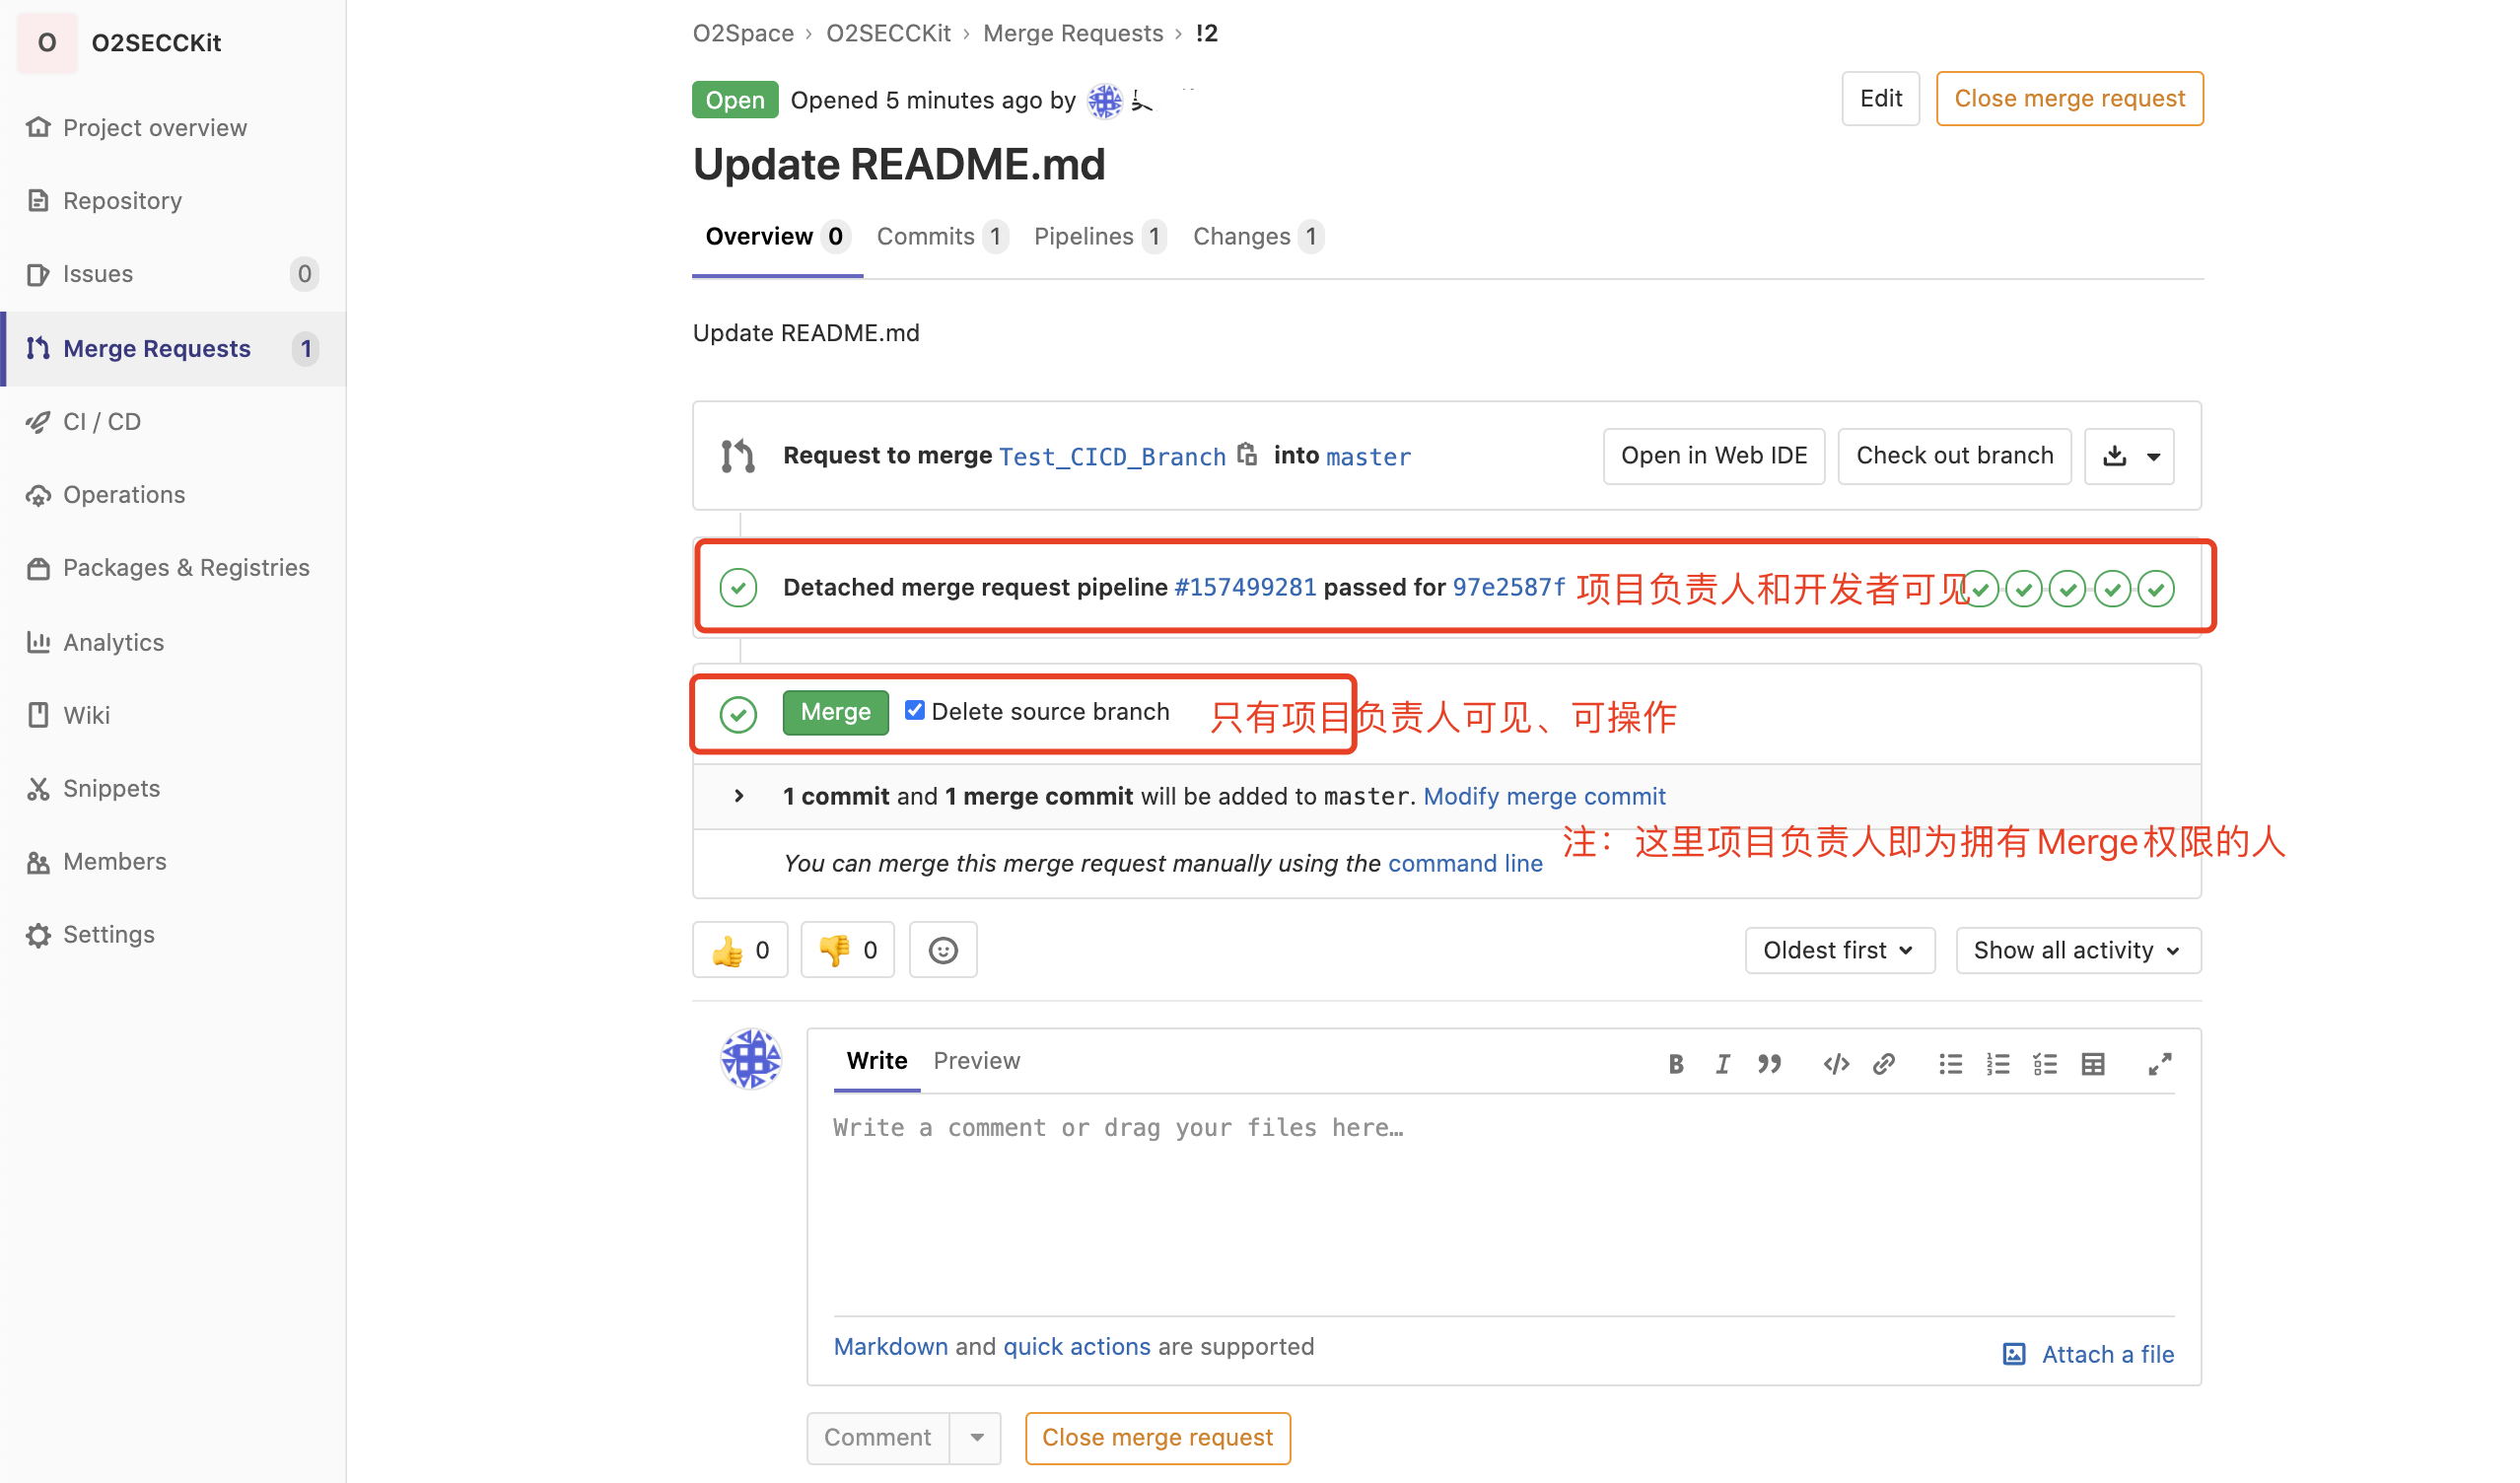 O O2SECCKit
Project overview
Repository
Issues 0
Merge Requests 1
CI / CD
Operations
Packages & Registries
Analytics
Wiki
Snippets
Members
Settings
O2Space › O2SECCKit › Merge Requests › !2
Open Opened 5 minutes ago by
Edit
Close merge request
Update README.md
Overview 0 Commits 1 Pipelines 1 Changes 1
Update README.md
Request to merge Test_CICD_Branch into master
Open in Web IDE
Check out branch
Detached merge request pipeline #157499281 passed for 97e2587f 项目负责人和开发者可见
Merge Delete source branch 只有项目负责人可见、可操作
1 commit and 1 merge commit will be added to master. Modify merge commit
注：这里项目负责人即为拥有Merge权限的人
You can merge this merge request manually using the command line
👍 0 👎 0
Oldest first
Show all activity
Write Preview
Write a comment or drag your files here…
Markdown and quick actions are supported
Attach a file
Comment
Close merge request